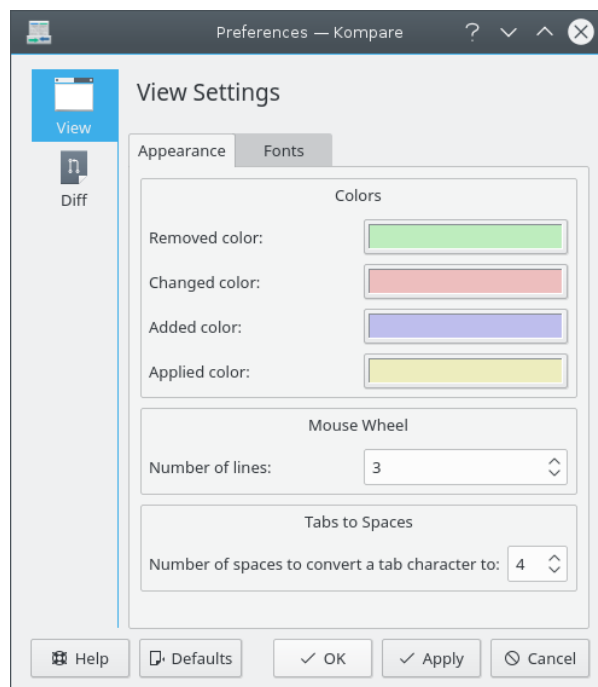 Preferences — Kompare
View Settings
View
Diff
Appearance Fonts
Colors
Removed color:
Changed color:
Added color:
Applied color:
Mouse Wheel
Number of lines: 3
Tabs to Spaces
Number of spaces to convert a tab character to: 4
Help Defaults OK Apply Cancel